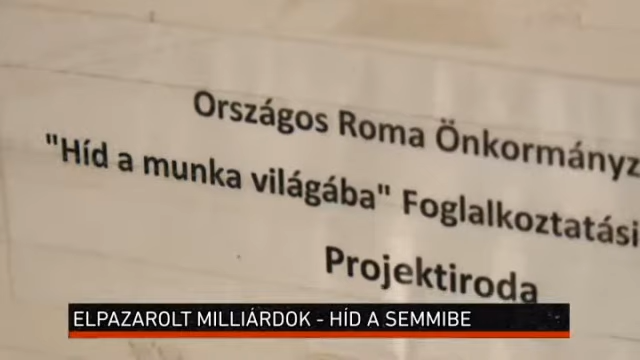 Országos Roma Önkormányz
"Híd a munka világába" Foglalkoztatási
Projektiroda
ELPAZAROLT MILLIÁRDOK - HÍD A SEMMIBE